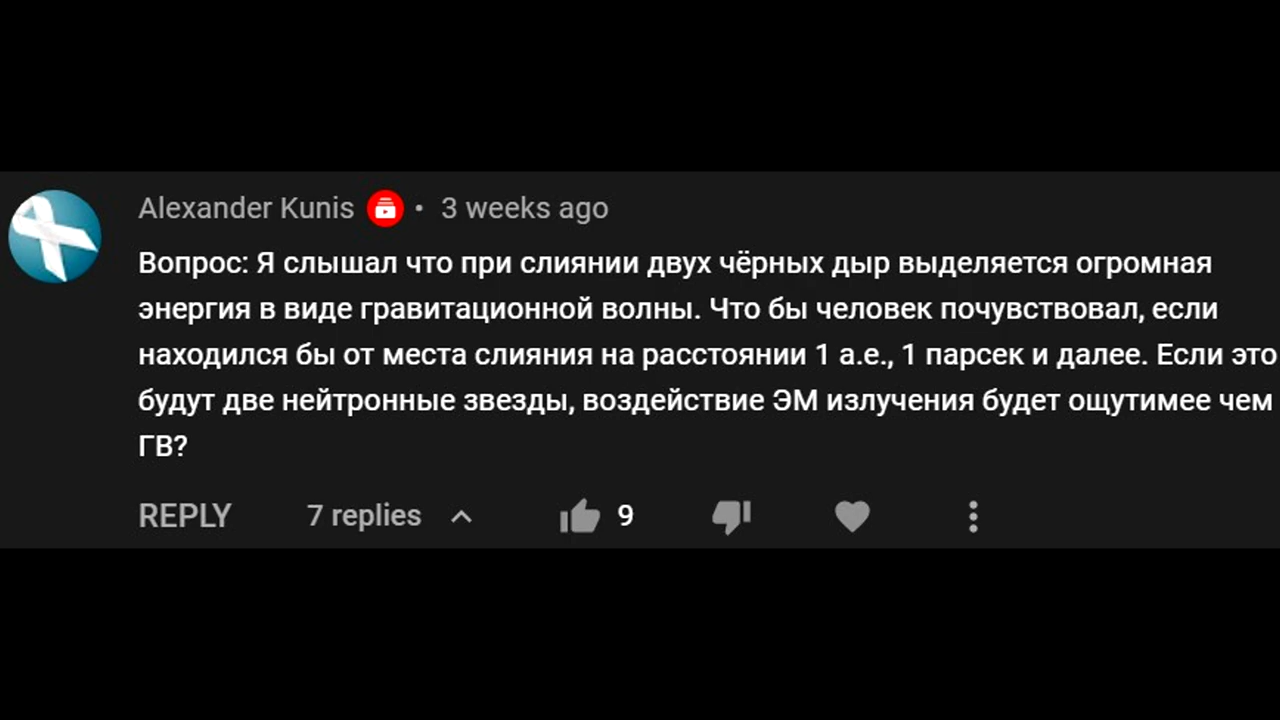 Alexander Kunis • 3 weeks ago
Вопрос: Я слышал что при слиянии двух чёрных дыр выделяется огромная
энергия в виде гравитационной волны. Что бы человек почувствовал, если
находился бы от места слияния на расстоянии 1 а.е., 1 парсек и далее. Если это
будут две нейтронные звезды, воздействие ЭМ излучения будет ощутимее чем
ГВ?
REPLY 7 replies 9